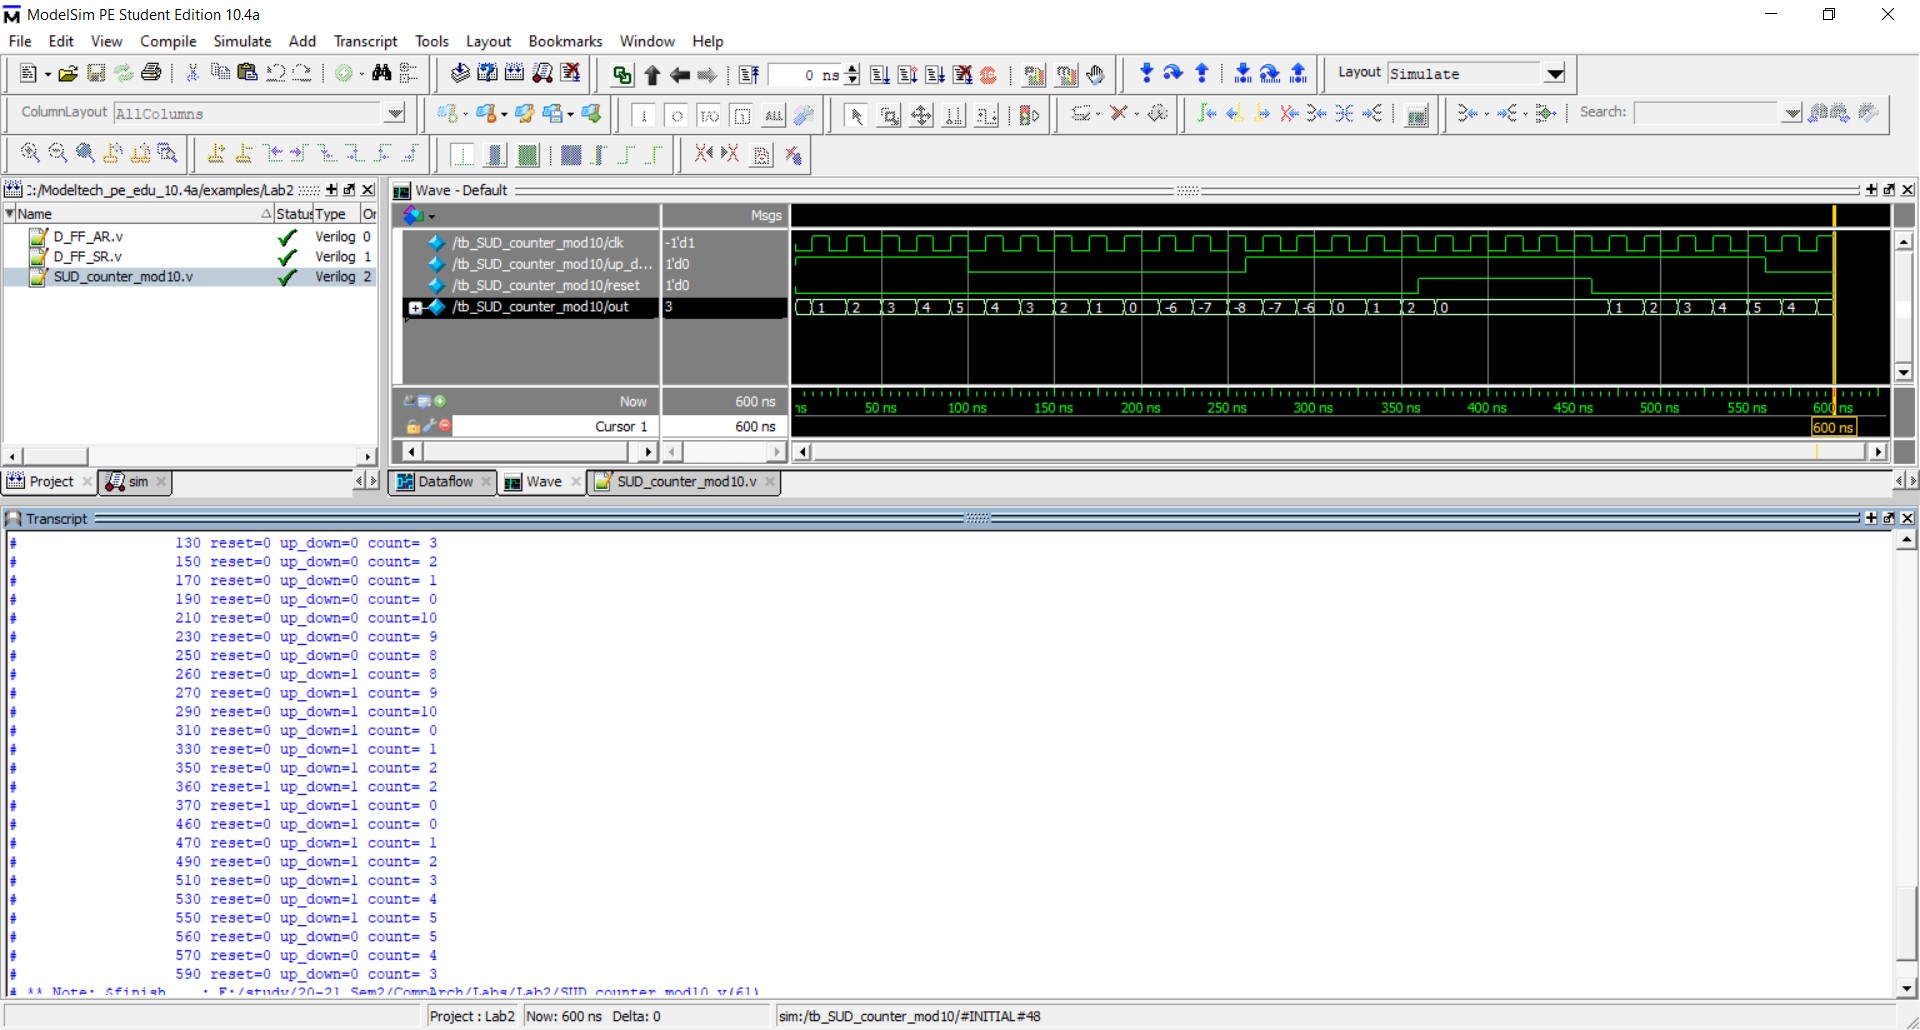 ModelSim PE Student Edition 10.4a
File Edit View Compile Simulate Add Transcript Tools Layout Bookmarks Window Help
0 ns
Layout Simulate
ColumnLayout AllColumns
Search:
:/Modeltech_pe_edu_10.4a/examples/Lab2
Name Status Type Or
D_FF_AR.v Verilog 0
D_FF_SR.v Verilog 1
SUD_counter_mod10.v Verilog 2
Wave - Default
Msgs
/tb_SUD_counter_mod10/clk -1'd1
/tb_SUD_counter_mod10/up_d... 1'd0
/tb_SUD_counter_mod10/reset 1'd0
/tb_SUD_counter_mod10/out 3
1 2 3 4 5 4 3 2 1 0 -6 -7 -8 -7 -6 0 1 2 0 1 2 3 4 5 4
Now 600 ns
ns 50 ns 100 ns 150 ns 200 ns 250 ns 300 ns 350 ns 400 ns 450 ns 500 ns 550 ns 600 ns
Cursor 1 600 ns
600 ns
Project sim
Dataflow Wave SUD_counter_mod10.v
Transcript
# 130 reset=0 up_down=0 count= 3
# 150 reset=0 up_down=0 count= 2
# 170 reset=0 up_down=0 count= 1
# 190 reset=0 up_down=0 count= 0
# 210 reset=0 up_down=0 count=10
# 230 reset=0 up_down=0 count= 9
# 250 reset=0 up_down=0 count= 8
# 260 reset=0 up_down=1 count= 8
# 270 reset=0 up_down=1 count= 9
# 290 reset=0 up_down=1 count=10
# 310 reset=0 up_down=1 count= 0
# 330 reset=0 up_down=1 count= 1
# 350 reset=0 up_down=1 count= 2
# 360 reset=1 up_down=1 count= 2
# 370 reset=1 up_down=1 count= 0
# 460 reset=0 up_down=1 count= 0
# 470 reset=0 up_down=1 count= 1
# 490 reset=0 up_down=1 count= 2
# 510 reset=0 up_down=1 count= 3
# 530 reset=0 up_down=1 count= 4
# 550 reset=0 up_down=1 count= 5
# 560 reset=0 up_down=0 count= 5
# 570 reset=0 up_down=0 count= 4
# 590 reset=0 up_down=0 count= 3
# ** Note: $finish : F:/study/20-21 Sem2/CompArch/Labs/Lab2/SUD_counter_mod10.v(61)
Project : Lab2 Now: 600 ns Delta: 0 sim:/tb_SUD_counter_mod10/#INITIAL#48